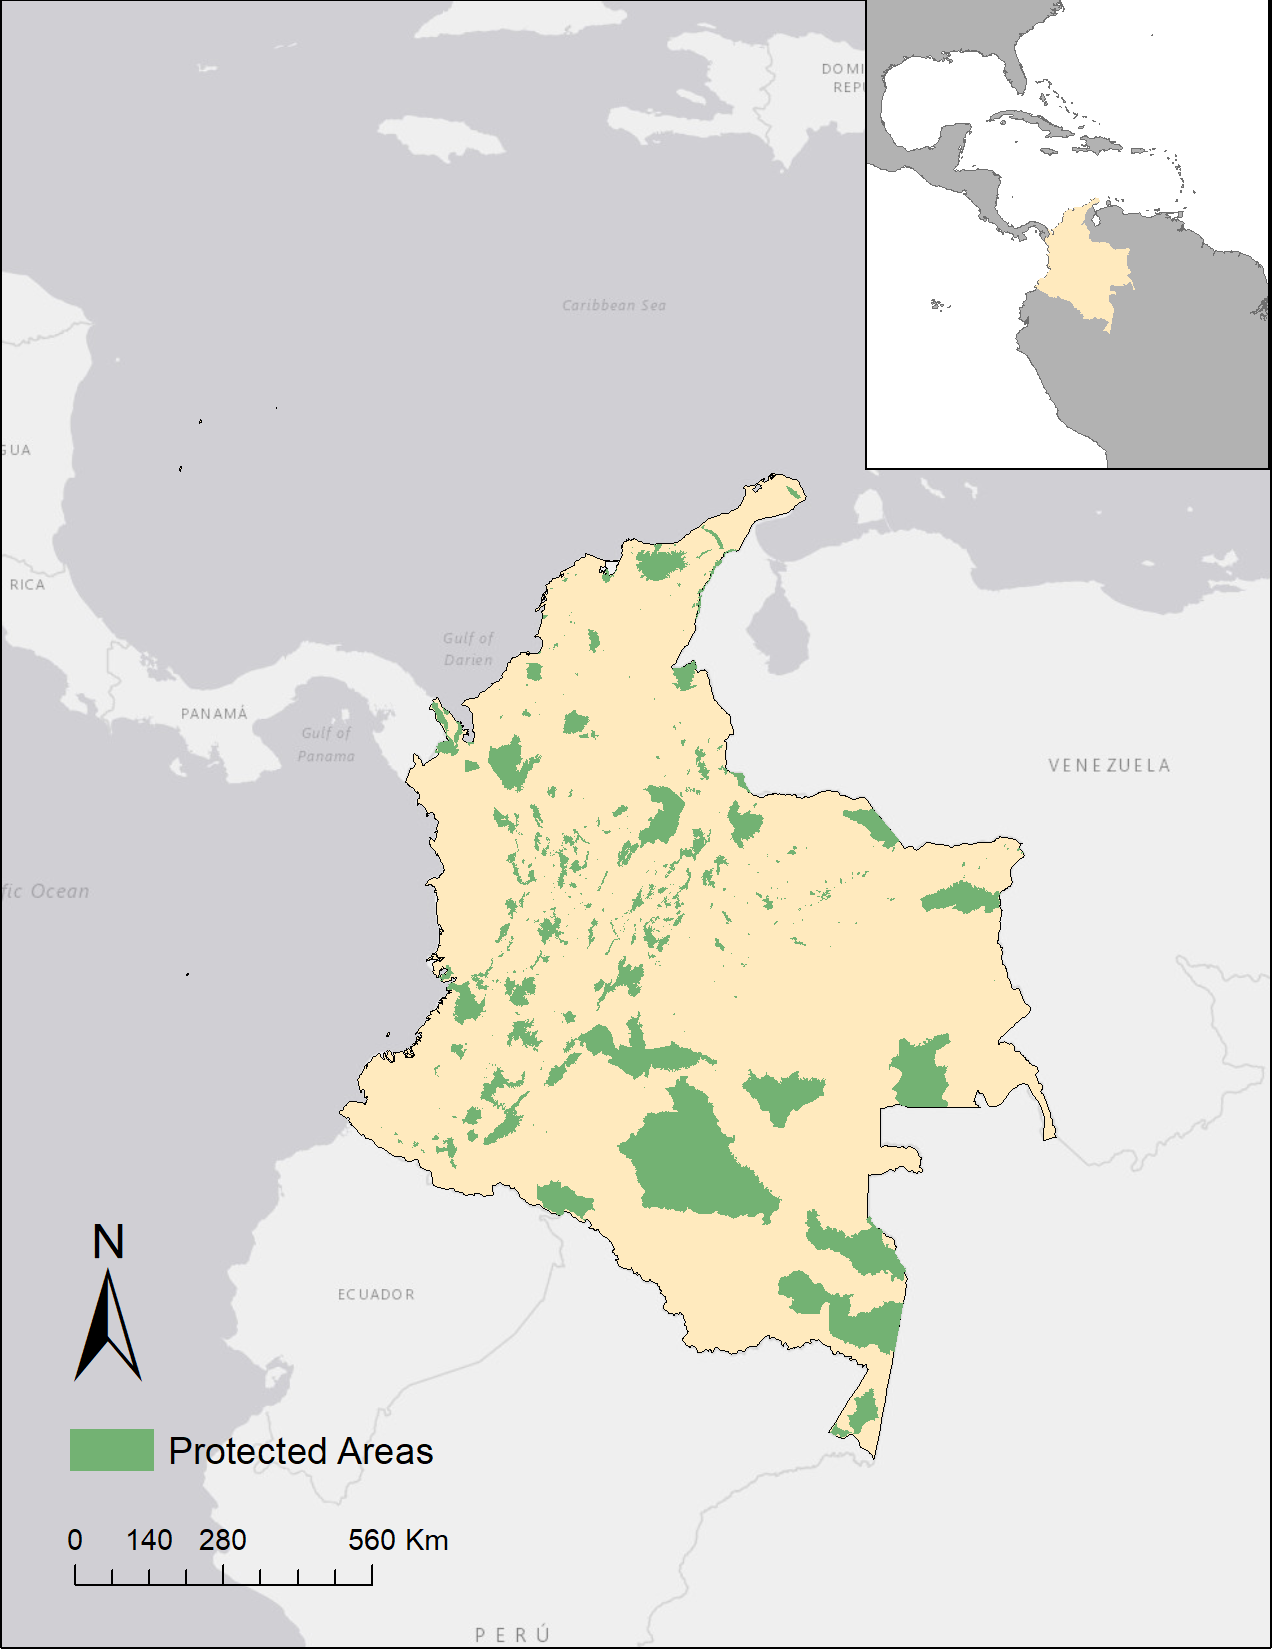 DOMI
REPU
Caribbean Sea
GUA
RICA
Gulf of
Darien
PANAMÁ
Gulf of
Panama
VENEZUELA
fic Ocean
N
ECUADOR
Protected Areas
0 140 280 560 Km
PERÚ